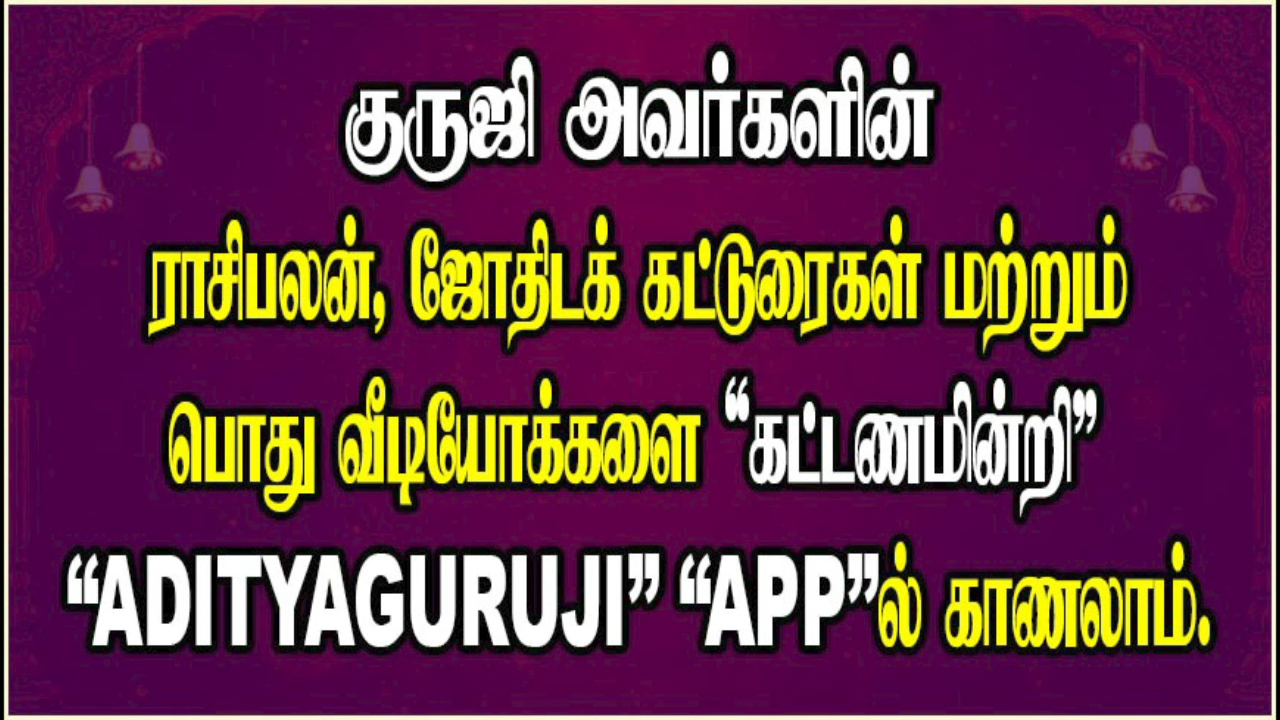 குருஜி அவர்களின்
ராசிபலன், ஜோதிடக் கட்டுரைகள் மற்றும்
பொது வீடியோக்களை “கட்டணமின்றி”
“ADITYAGURUJI” “APP”ல் காணலாம்.